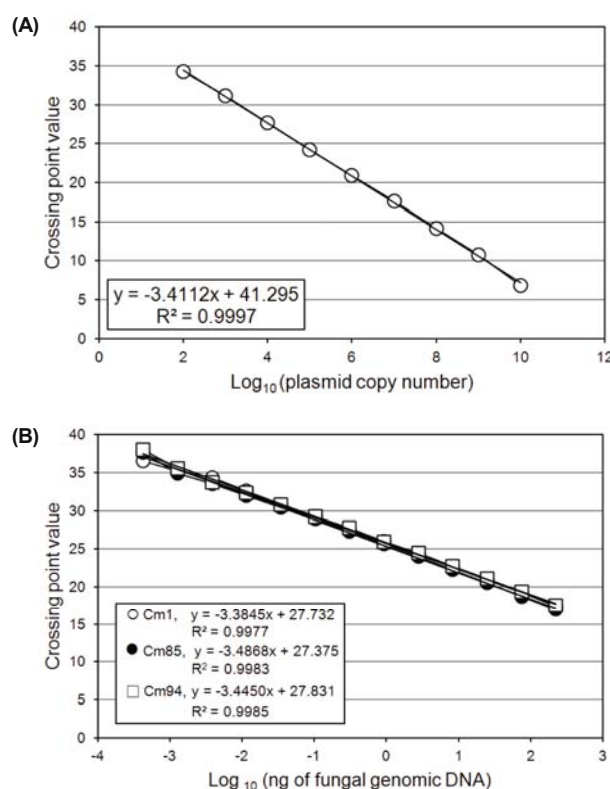 (A)
Crossing point value
40
35
30
25
20
15
10
5
0
y = -3.4112x + 41.295
R² = 0.9997
0 2 4 6 8 10 12
Log₁₀ (plasmid copy number)
(B)
Crossing point value
40
35
30
25
20
15
10
5
0
Cm1, y = -3.3845x + 27.732
R² = 0.9977
Cm85, y = -3.4868x + 27.375
R² = 0.9983
Cm94, y = -3.4450x + 27.831
R² = 0.9985
-4 -3 -2 -1 0 1 2 3
Log ₁₀ (ng of fungal genomic DNA)